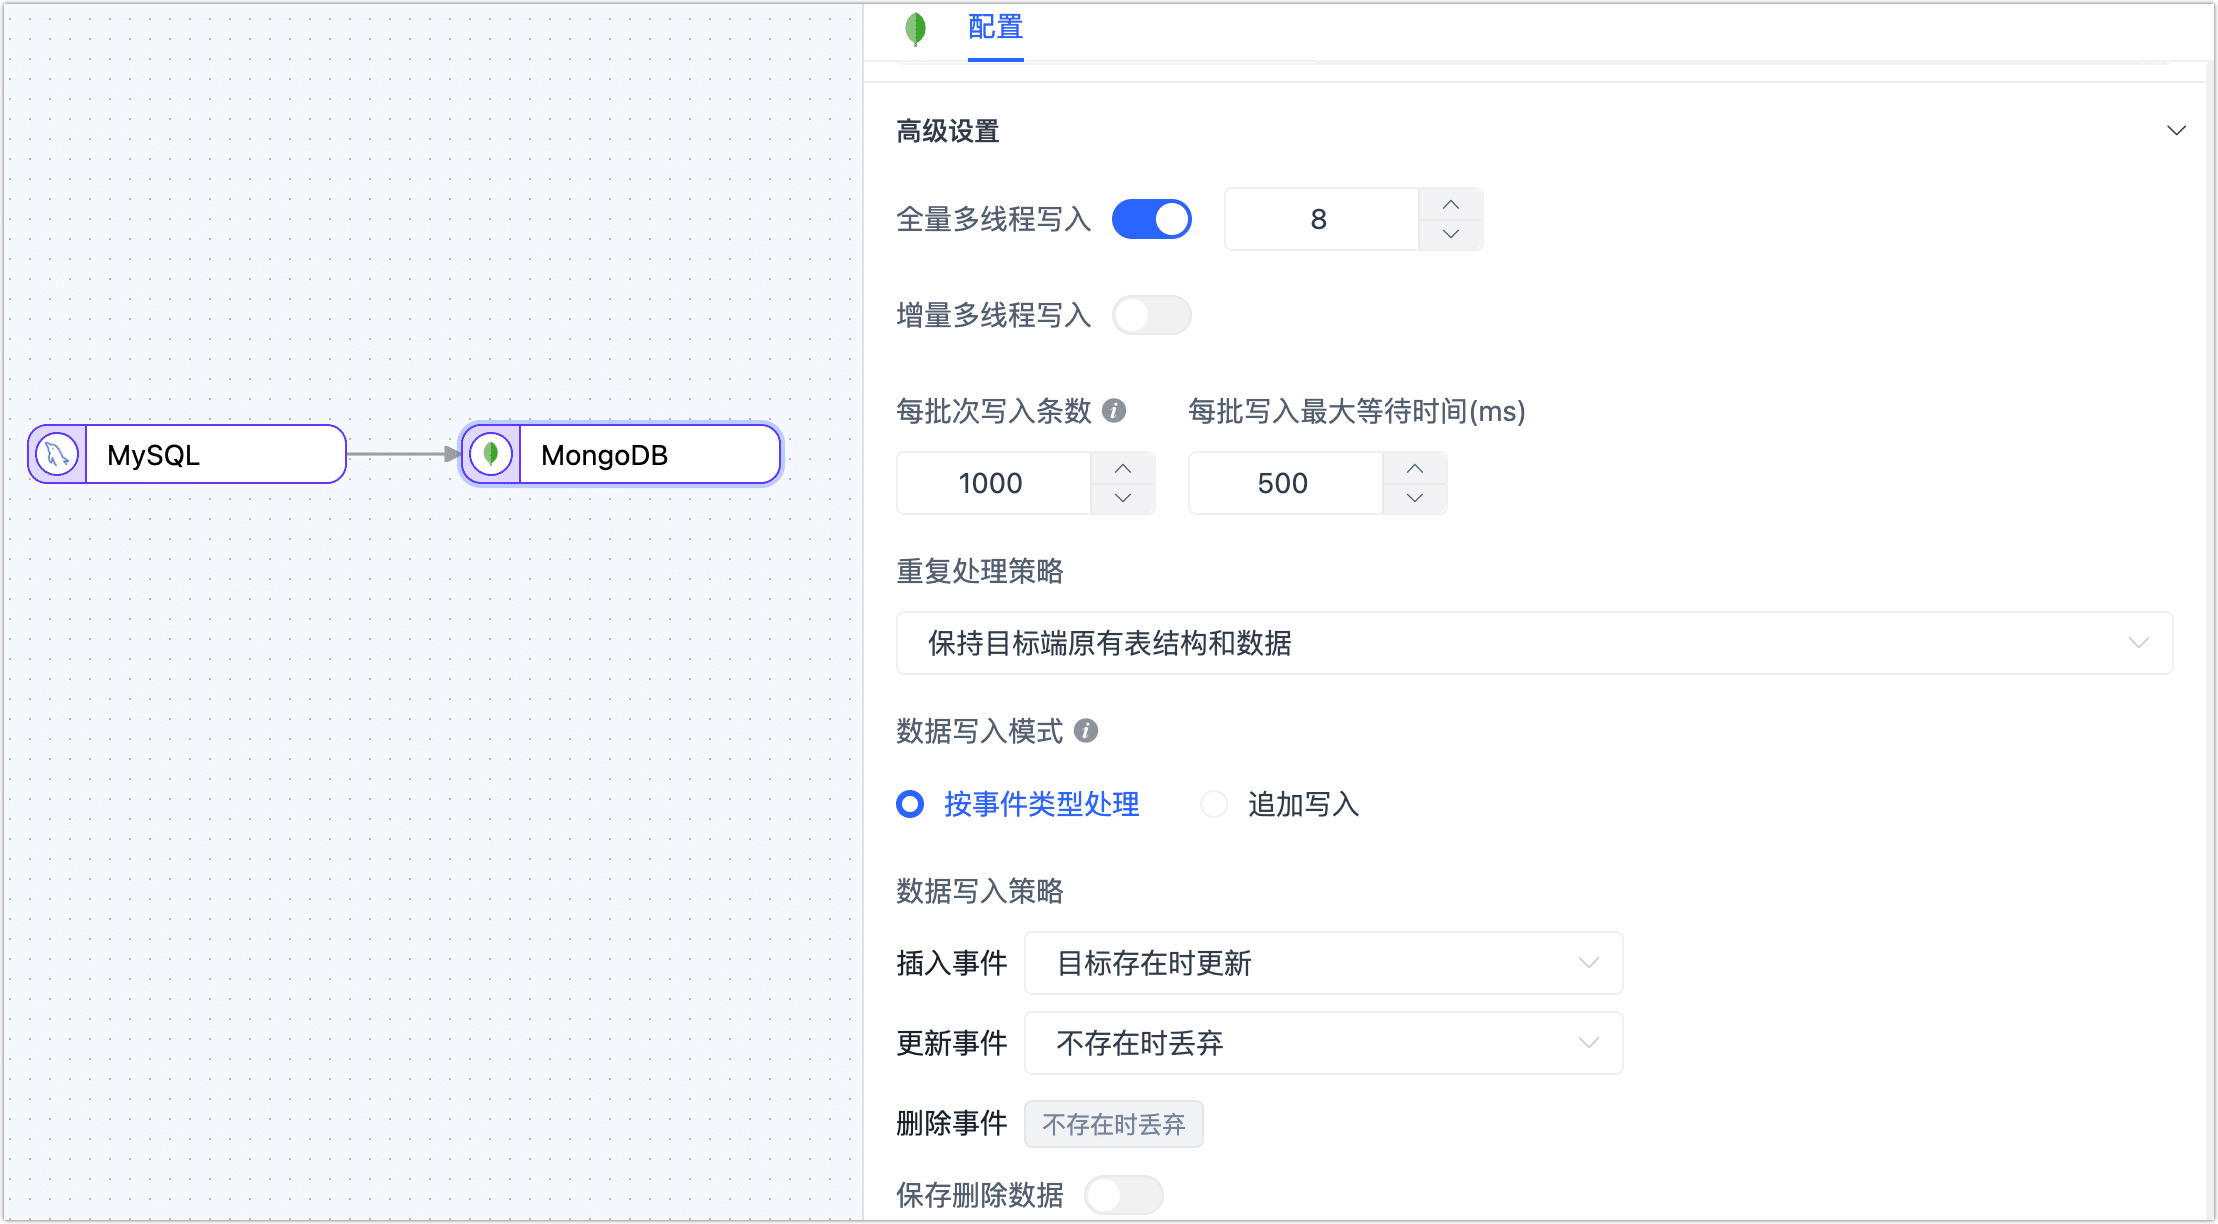 配置
高级设置
全量多线程写入 8
增量多线程写入
每批次写入条数 每批写入最大等待时间(ms)
1000 500
MySQL MongoDB
重复处理策略
保持目标端原有表结构和数据
数据写入模式
按事件类型处理 追加写入
数据写入策略
插入事件 目标存在时更新
更新事件 不存在时丢弃
删除事件 不存在时丢弃
保存删除数据